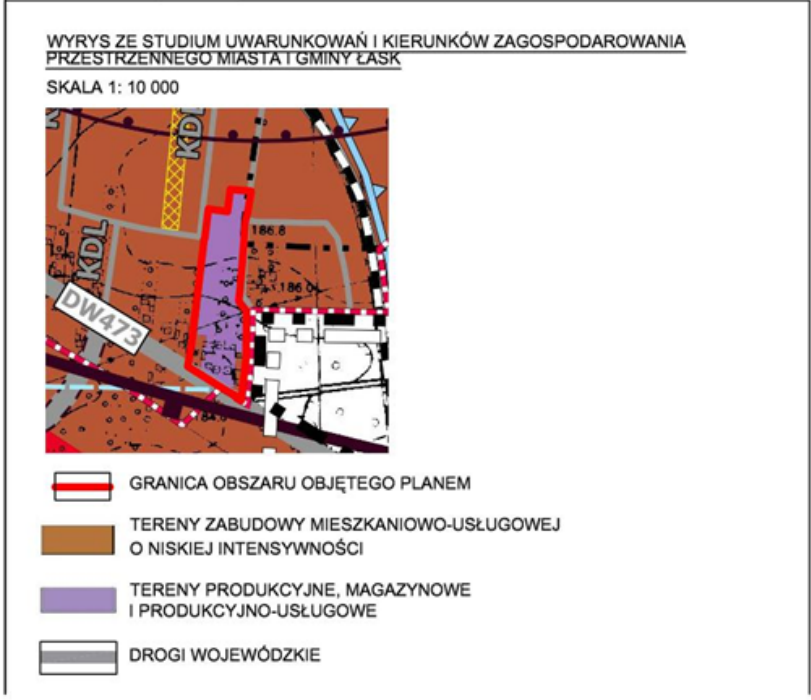 WYRYS ZE STUDIUM UWARUNKOWAŃ I KIERUNKÓW ZAGOSPODAROWANIA
PRZESTRZENNEGO MIASTA I GMINY ŁASK
SKALA 1: 10 000
KDL
186.8
KDL
186.0
DW473
184.0
GRANICA OBSZARU OBJĘTEGO PLANEM
TERENY ZABUDOWY MIESZKANIOWO-USŁUGOWEJ
O NISKIEJ INTENSYWNOŚCI
TERENY PRODUKCYJNE, MAGAZYNOWE
I PRODUKCYJNO-USŁUGOWE
DROGI WOJEWÓDZKIE